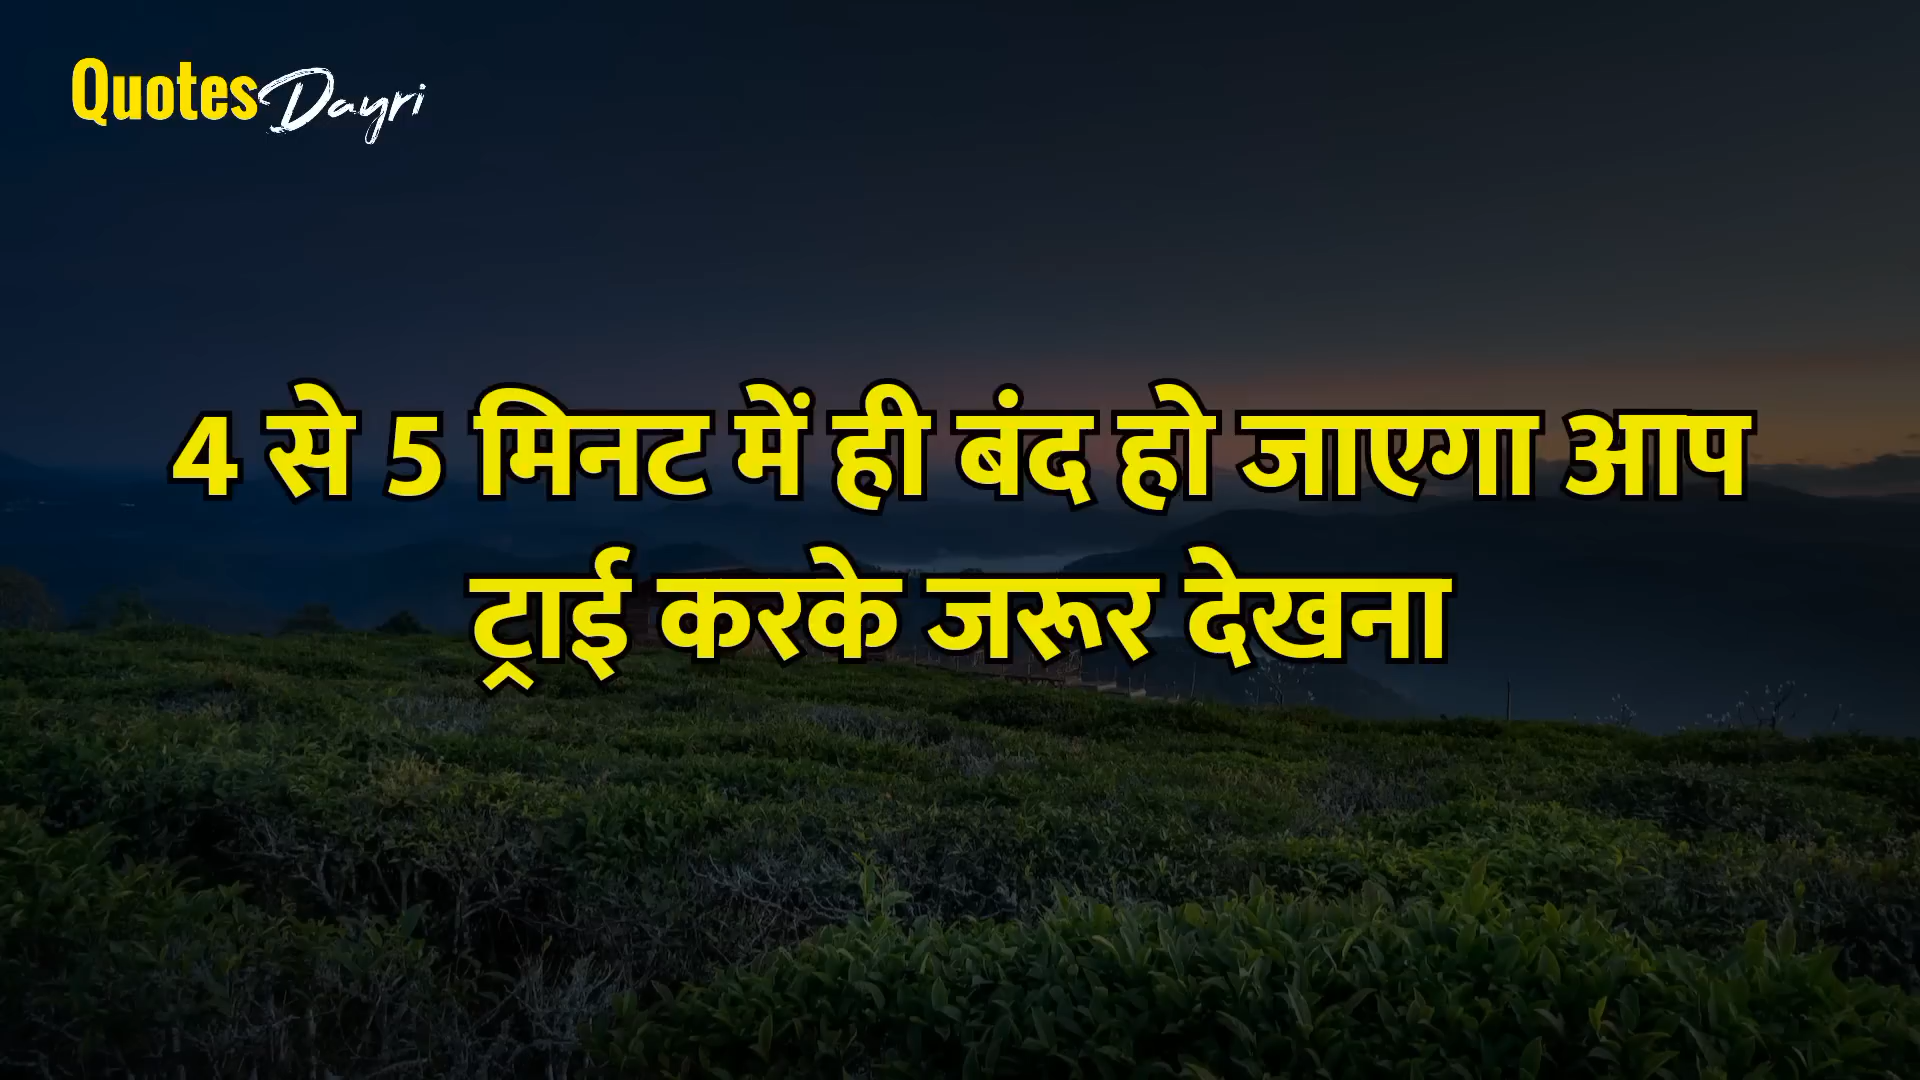 Quotes Dayri
4 से 5 मिनट में ही बंद हो जाएगा आप
ट्राई करके जरूर देखना